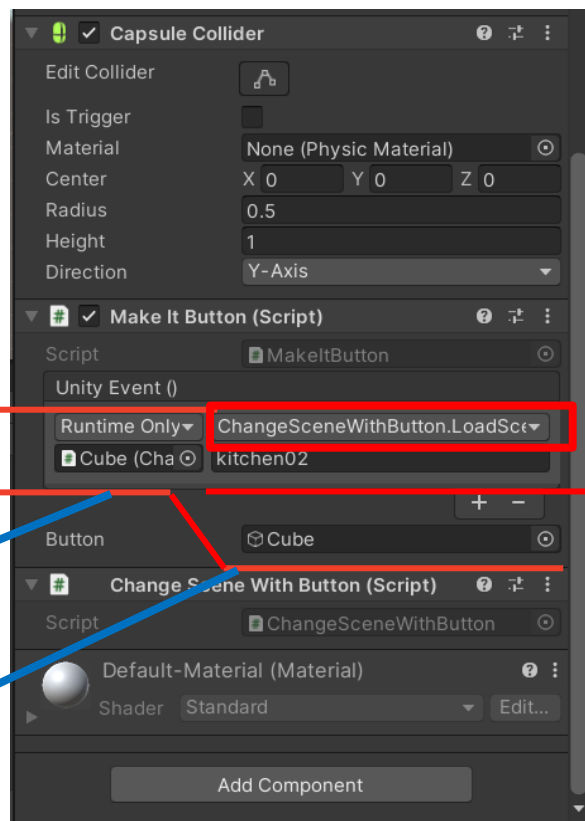 Capsule Collider
Edit Collider
Is Trigger
Material None (Physic Material)
Center X 0 Y 0 Z 0
Radius 0.5
Height 1
Direction Y-Axis
# Make It Button (Script)
Script # MakeItButton
Unity Event ()
Runtime Only ChangeSceneWithButton.LoadSce
Cube (Cha kitchen02
+ −
Button Cube
# Change Scene With Button (Script)
Script # ChangeSceneWithButton
Default-Material (Material)
Shader Standard Edit...
Add Component